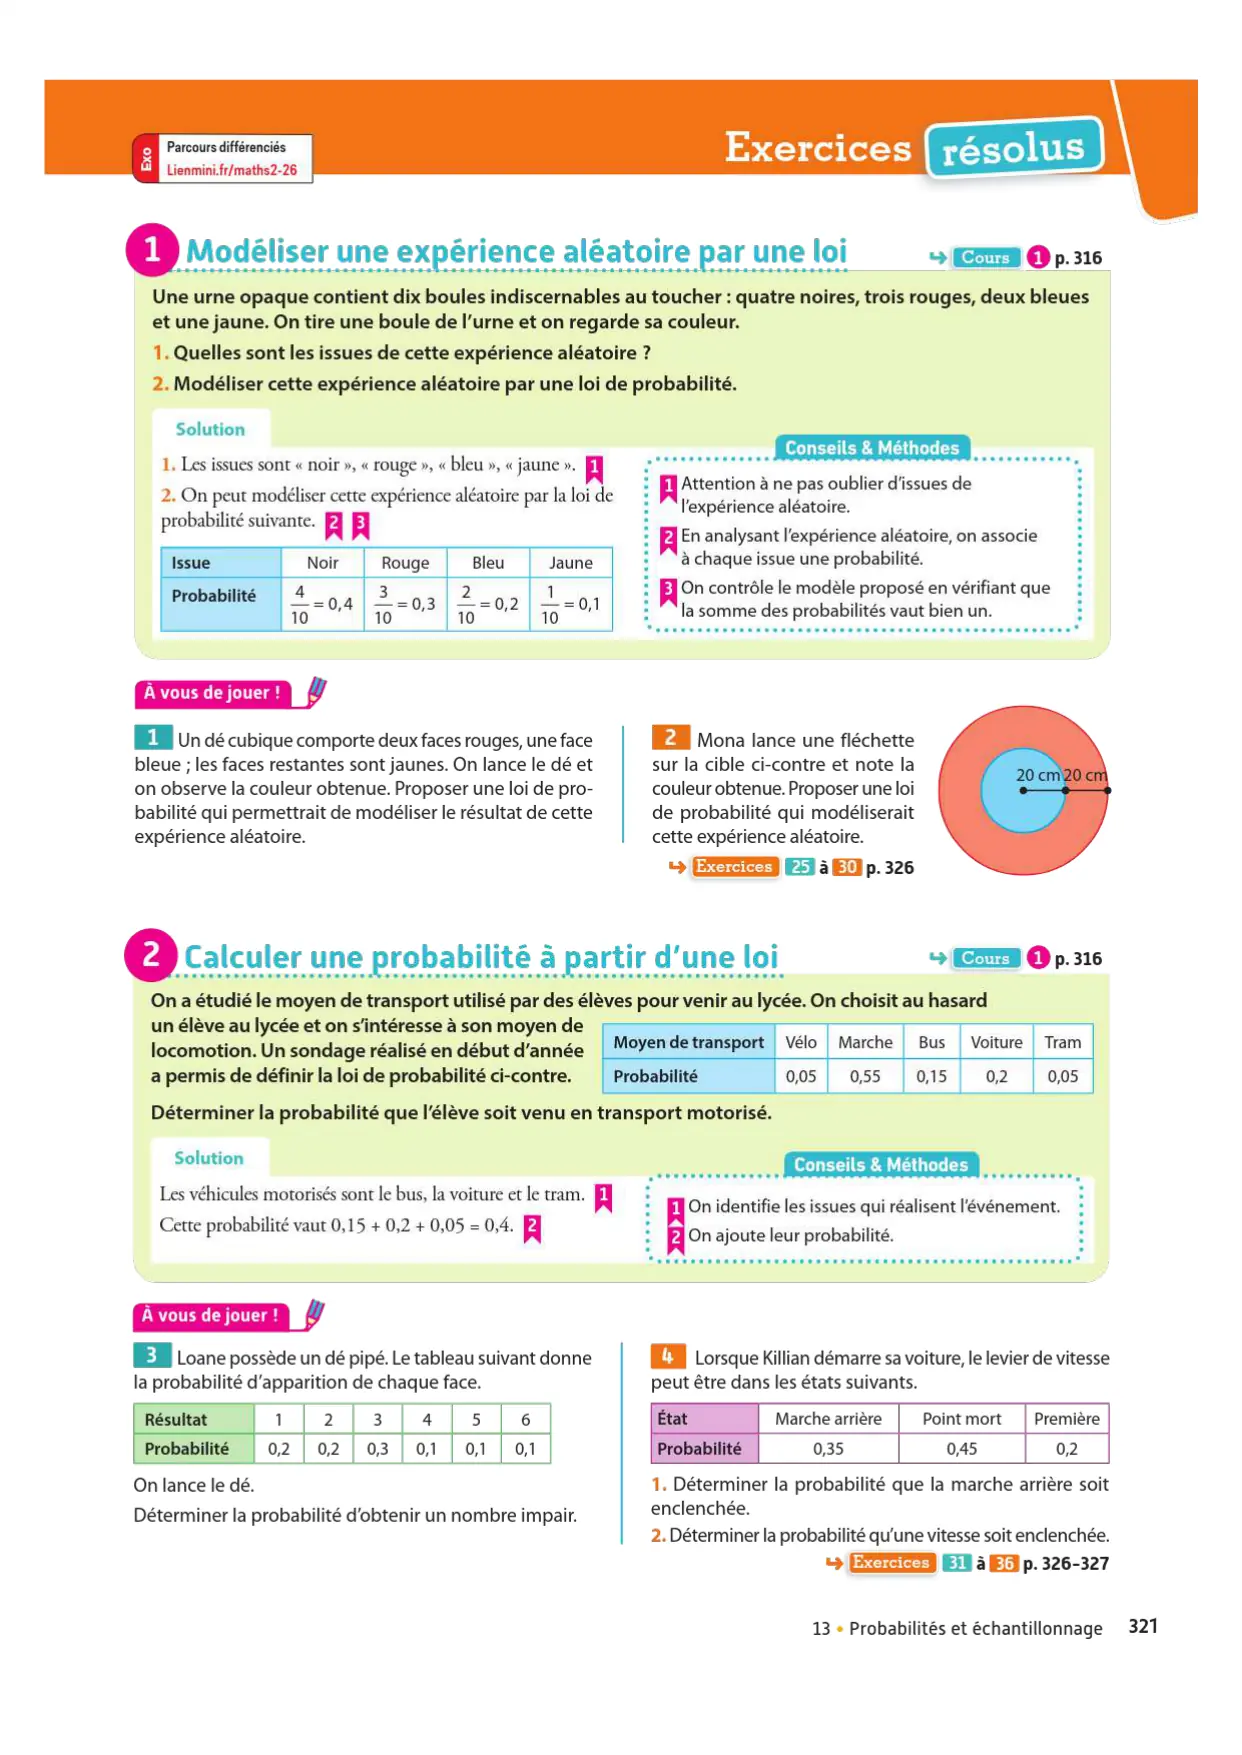 Exo
Parcours différenciés
Lienmini.fr/maths2-26
Exercices résolus
1 Modéliser une expérience aléatoire par une loi
Cours 1 p. 316
Une urne opaque contient dix boules indiscernables au toucher : quatre noires, trois rouges, deux bleues
et une jaune. On tire une boule de l'urne et on regarde sa couleur.
1. Quelles sont les issues de cette expérience aléatoire ?
2. Modéliser cette expérience aléatoire par une loi de probabilité.
Solution
1. Les issues sont « noir », « rouge », « bleu », « jaune ». 1
2. On peut modéliser cette expérience aléatoire par la loi de
probabilité suivante. 2 3
Issue Noir Rouge Bleu Jaune
Probabilité 4/10 = 0,4 3/10 = 0,3 2/10 = 0,2 1/10 = 0,1
Conseils & Méthodes
1 Attention à ne pas oublier d'issues de
l'expérience aléatoire.
2 En analysant l'expérience aléatoire, on associe
à chaque issue une probabilité.
3 On contrôle le modèle proposé en vérifiant que
la somme des probabilités vaut bien un.
À vous de jouer !
1 Un dé cubique comporte deux faces rouges, une face
bleue ; les faces restantes sont jaunes. On lance le dé et
on observe la couleur obtenue. Proposer une loi de pro-
babilité qui permettrait de modéliser le résultat de cette
expérience aléatoire.
2 Mona lance une fléchette
sur la cible ci-contre et note la
couleur obtenue. Proposer une loi
de probabilité qui modéliserait
cette expérience aléatoire.
20 cm 20 cm
Exercices 25 à 30 p. 326
2 Calculer une probabilité à partir d'une loi
Cours 1 p. 316
On a étudié le moyen de transport utilisé par des élèves pour venir au lycée. On choisit au hasard
un élève au lycée et on s'intéresse à son moyen de
locomotion. Un sondage réalisé en début d'année
a permis de définir la loi de probabilité ci-contre.
Moyen de transport Vélo Marche Bus Voiture Tram
Probabilité 0,05 0,55 0,15 0,2 0,05
Déterminer la probabilité que l'élève soit venu en transport motorisé.
Solution
Les véhicules motorisés sont le bus, la voiture et le tram. 1
Cette probabilité vaut 0,15 + 0,2 + 0,05 = 0,4. 2
Conseils & Méthodes
1 On identifie les issues qui réalisent l'événement.
2 On ajoute leur probabilité.
À vous de jouer !
3 Loane possède un dé pipé. Le tableau suivant donne
la probabilité d'apparition de chaque face.
Résultat 1 2 3 4 5 6
Probabilité 0,2 0,2 0,3 0,1 0,1 0,1
On lance le dé.
Déterminer la probabilité d'obtenir un nombre impair.
4 Lorsque Killian démarre sa voiture, le levier de vitesse
peut être dans les états suivants.
État Marche arrière Point mort Première
Probabilité 0,35 0,45 0,2
1. Déterminer la probabilité que la marche arrière soit
enclenchée.
2. Déterminer la probabilité qu'une vitesse soit enclenchée.
Exercices 31 à 36 p. 326-327
13 • Probabilités et échantillonnage 321